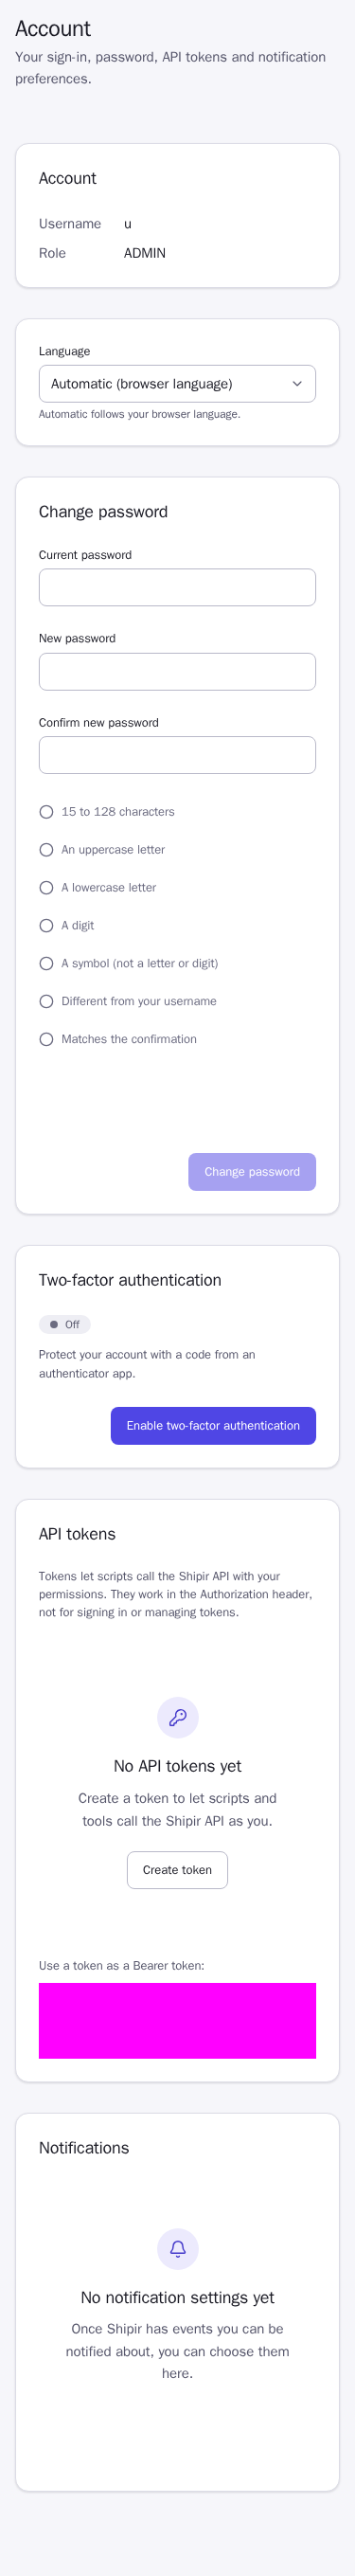 Account
Your sign-in, password, API tokens and notification
preferences.
Account
Username u
Role ADMIN
Language
Automatic (browser language)
Automatic follows your browser language.
Change password
Current password
New password
Confirm new password
15 to 128 characters
An uppercase letter
A lowercase letter
A digit
A symbol (not a letter or digit)
Different from your username
Matches the confirmation
Change password
Two-factor authentication
Off
Protect your account with a code from an
authenticator app.
Enable two-factor authentication
API tokens
Tokens let scripts call the Shipir API with your
permissions. They work in the Authorization header,
not for signing in or managing tokens.
No API tokens yet
Create a token to let scripts and
tools call the Shipir API as you.
Create token
Use a token as a Bearer token:
Notifications
No notification settings yet
Once Shipir has events you can be
notified about, you can choose them
here.